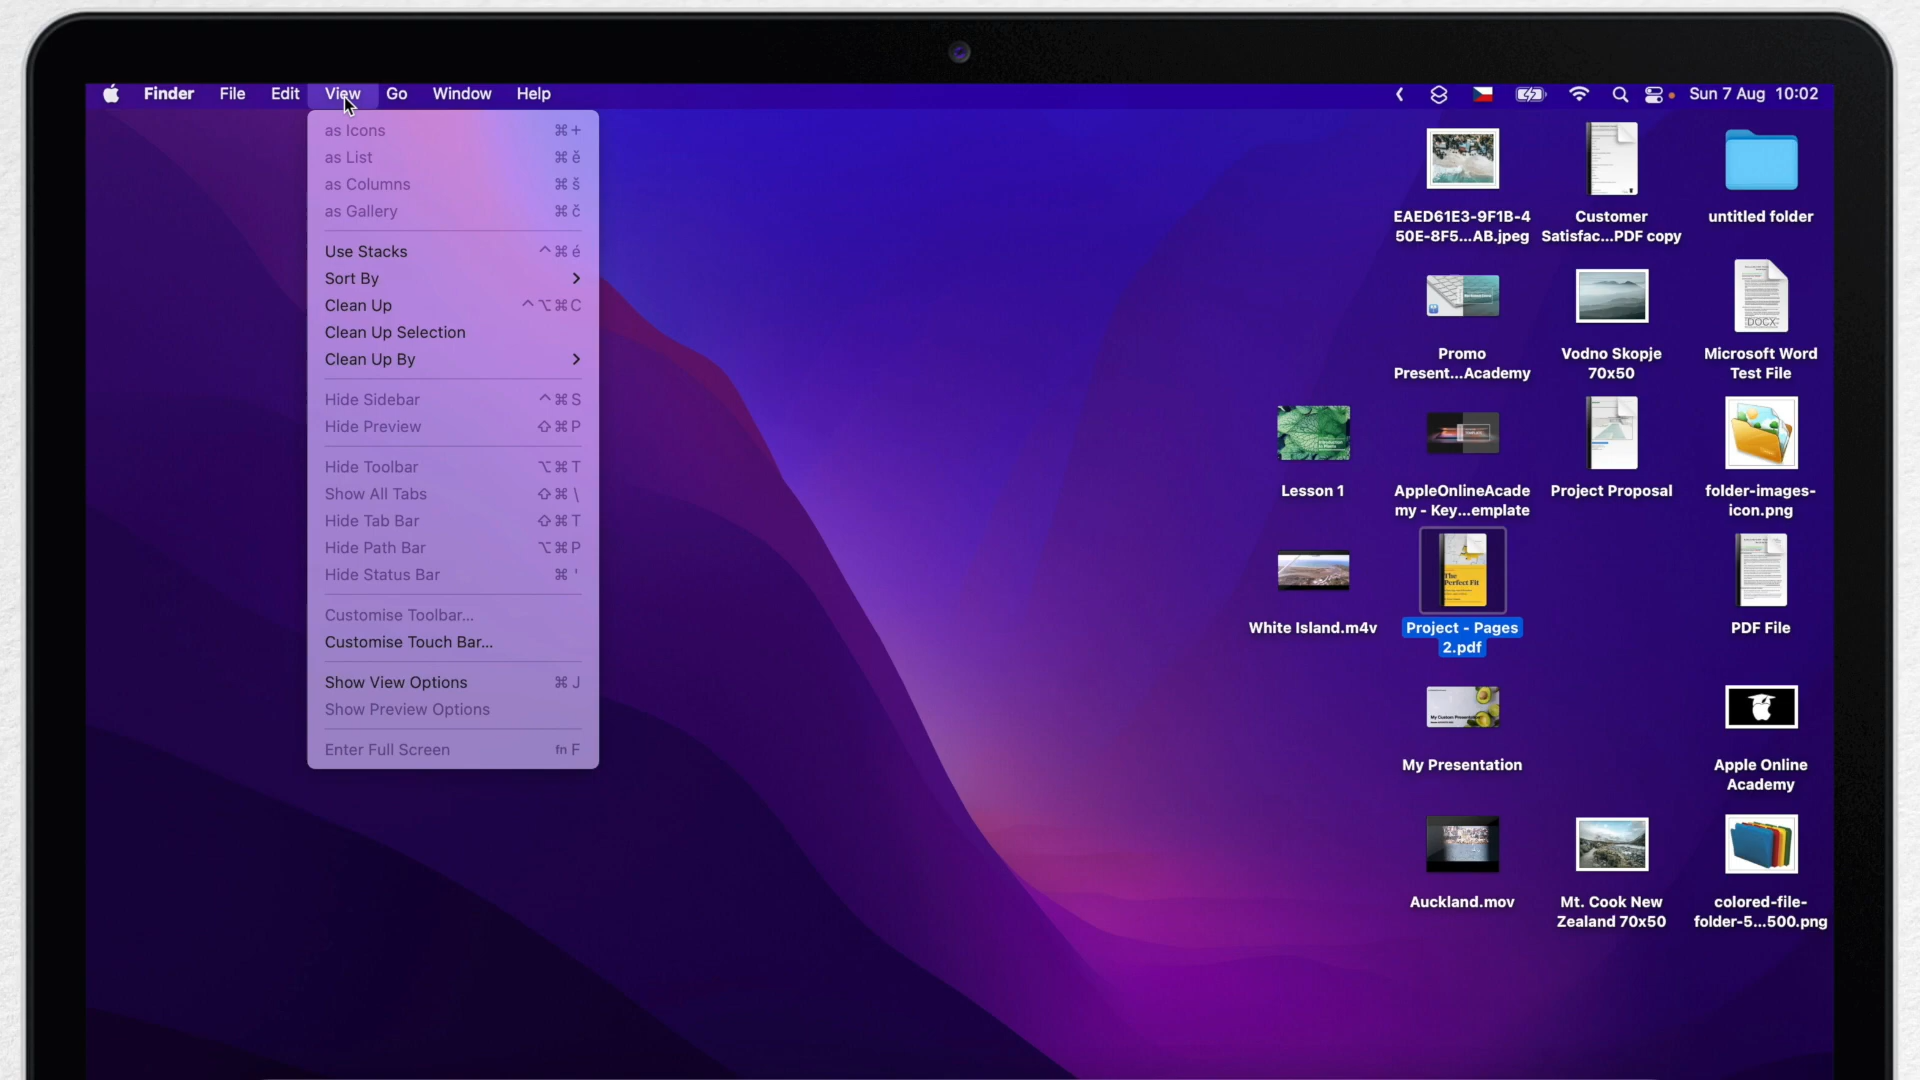 Finder File Edit View Go Window Help Sun 7 Aug 10:02
as Icons ⌘+
as List ⌘ě
as Columns ⌘š
as Gallery ⌘č
Use Stacks ^⌘é
Sort By >
Clean Up ^⌥⌘C
Clean Up Selection
Clean Up By >
Hide Sidebar ^⌘S
Hide Preview ⇧⌘P
Hide Toolbar ⌥⌘T
Show All Tabs ⇧⌘\
Hide Tab Bar ⇧⌘T
Hide Path Bar ⌥⌘P
Hide Status Bar ⌘'
Customise Toolbar...
Customise Touch Bar...
Show View Options ⌘J
Show Preview Options
Enter Full Screen fn F
EAED61E3-9F1B-4
50E-8F5...AB.jpeg
Customer
Satisfac...PDF copy
untitled folder
Promo
Present...Academy
Vodno Skopje
70x50
DOCX
Microsoft Word
Test File
Lesson 1
AppleOnlineAcade
my - Key...emplate
Project Proposal
folder-images-
icon.png
White Island.m4v
The
Perfect Fit
Project - Pages
2.pdf
PDF File
My Presentation
Apple Online
Academy
Auckland.mov
Mt. Cook New
Zealand 70x50
colored-file-
folder-5...500.png